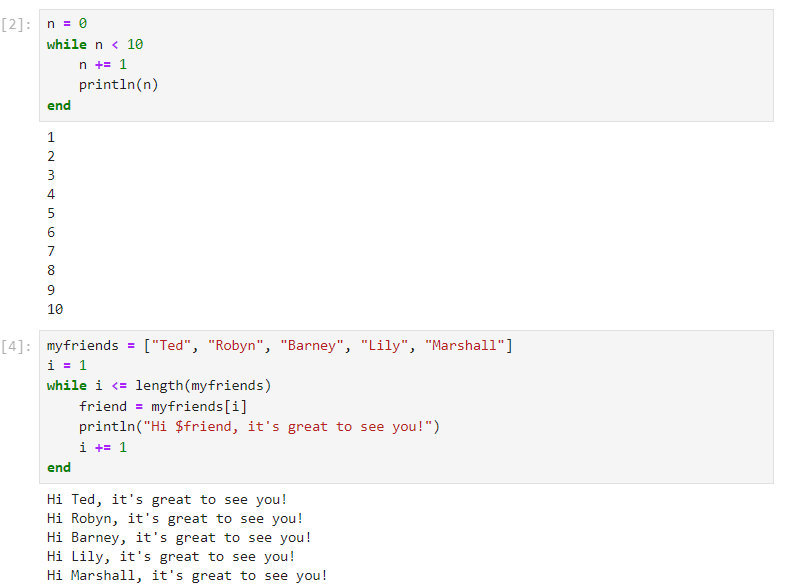 [2]: n = 0
while n < 10
    n += 1
    println(n)
end
1
2
3
4
5
6
7
8
9
10
[4]: myfriends = ["Ted", "Robyn", "Barney", "Lily", "Marshall"]
i = 1
while i <= length(myfriends)
    friend = myfriends[i]
    println("Hi $friend, it's great to see you!")
    i += 1
end
Hi Ted, it's great to see you!
Hi Robyn, it's great to see you!
Hi Barney, it's great to see you!
Hi Lily, it's great to see you!
Hi Marshall, it's great to see you!